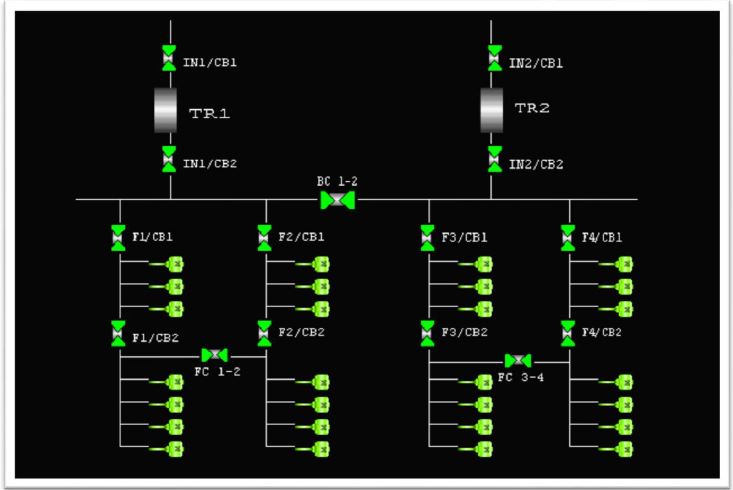 IN1/CB1
IN2/CB1
TR1
TR2
IN1/CB2
IN2/CB2
BC 1-2
F1/CB1
F2/CB1
F3/CB1
F4/CB1
F1/CB2
F2/CB2
F3/CB2
F4/CB2
FC 1-2
FC 3-4